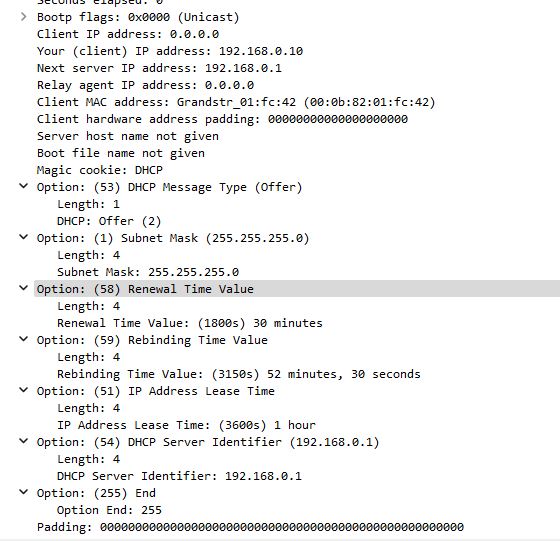 Seconds elapsed: 0
Bootp flags: 0x0000 (Unicast)
Client IP address: 0.0.0.0
Your (client) IP address: 192.168.0.10
Next server IP address: 192.168.0.1
Relay agent IP address: 0.0.0.0
Client MAC address: Grandstr_01:fc:42 (00:0b:82:01:fc:42)
Client hardware address padding: 00000000000000000000
Server host name not given
Boot file name not given
Magic cookie: DHCP
Option: (53) DHCP Message Type (Offer)
Length: 1
DHCP: Offer (2)
Option: (1) Subnet Mask (255.255.255.0)
Length: 4
Subnet Mask: 255.255.255.0
Option: (58) Renewal Time Value
Length: 4
Renewal Time Value: (1800s) 30 minutes
Option: (59) Rebinding Time Value
Length: 4
Rebinding Time Value: (3150s) 52 minutes, 30 seconds
Option: (51) IP Address Lease Time
Length: 4
IP Address Lease Time: (3600s) 1 hour
Option: (54) DHCP Server Identifier (192.168.0.1)
Length: 4
DHCP Server Identifier: 192.168.0.1
Option: (255) End
Option End: 255
Padding: 0000000000000000000000000000000000000000000000000000